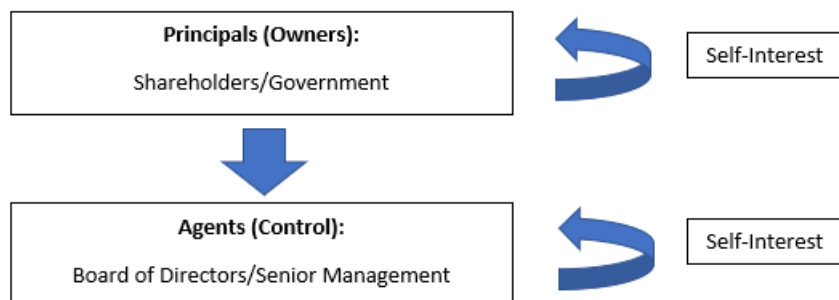 Principals (Owners):
Shareholders/Government
Self-Interest
Agents (Control):
Board of Directors/Senior Management
Self-Interest